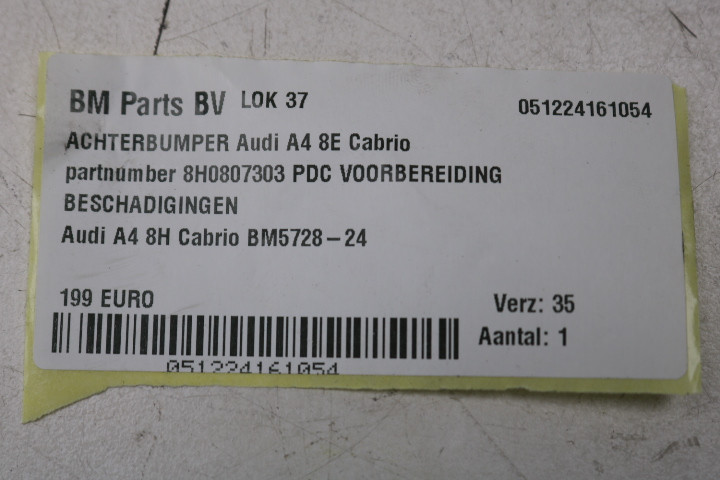 BM Parts BV LOK 37 051224161054
ACHTERBUMPER Audi A4 8E Cabrio
partnumber 8H0807303 PDC VOORBEREIDING
BESCHADIGINGEN
Audi A4 8H Cabrio BM5728-24
199 EURO Verz: 35
Aantal: 1
051224161054